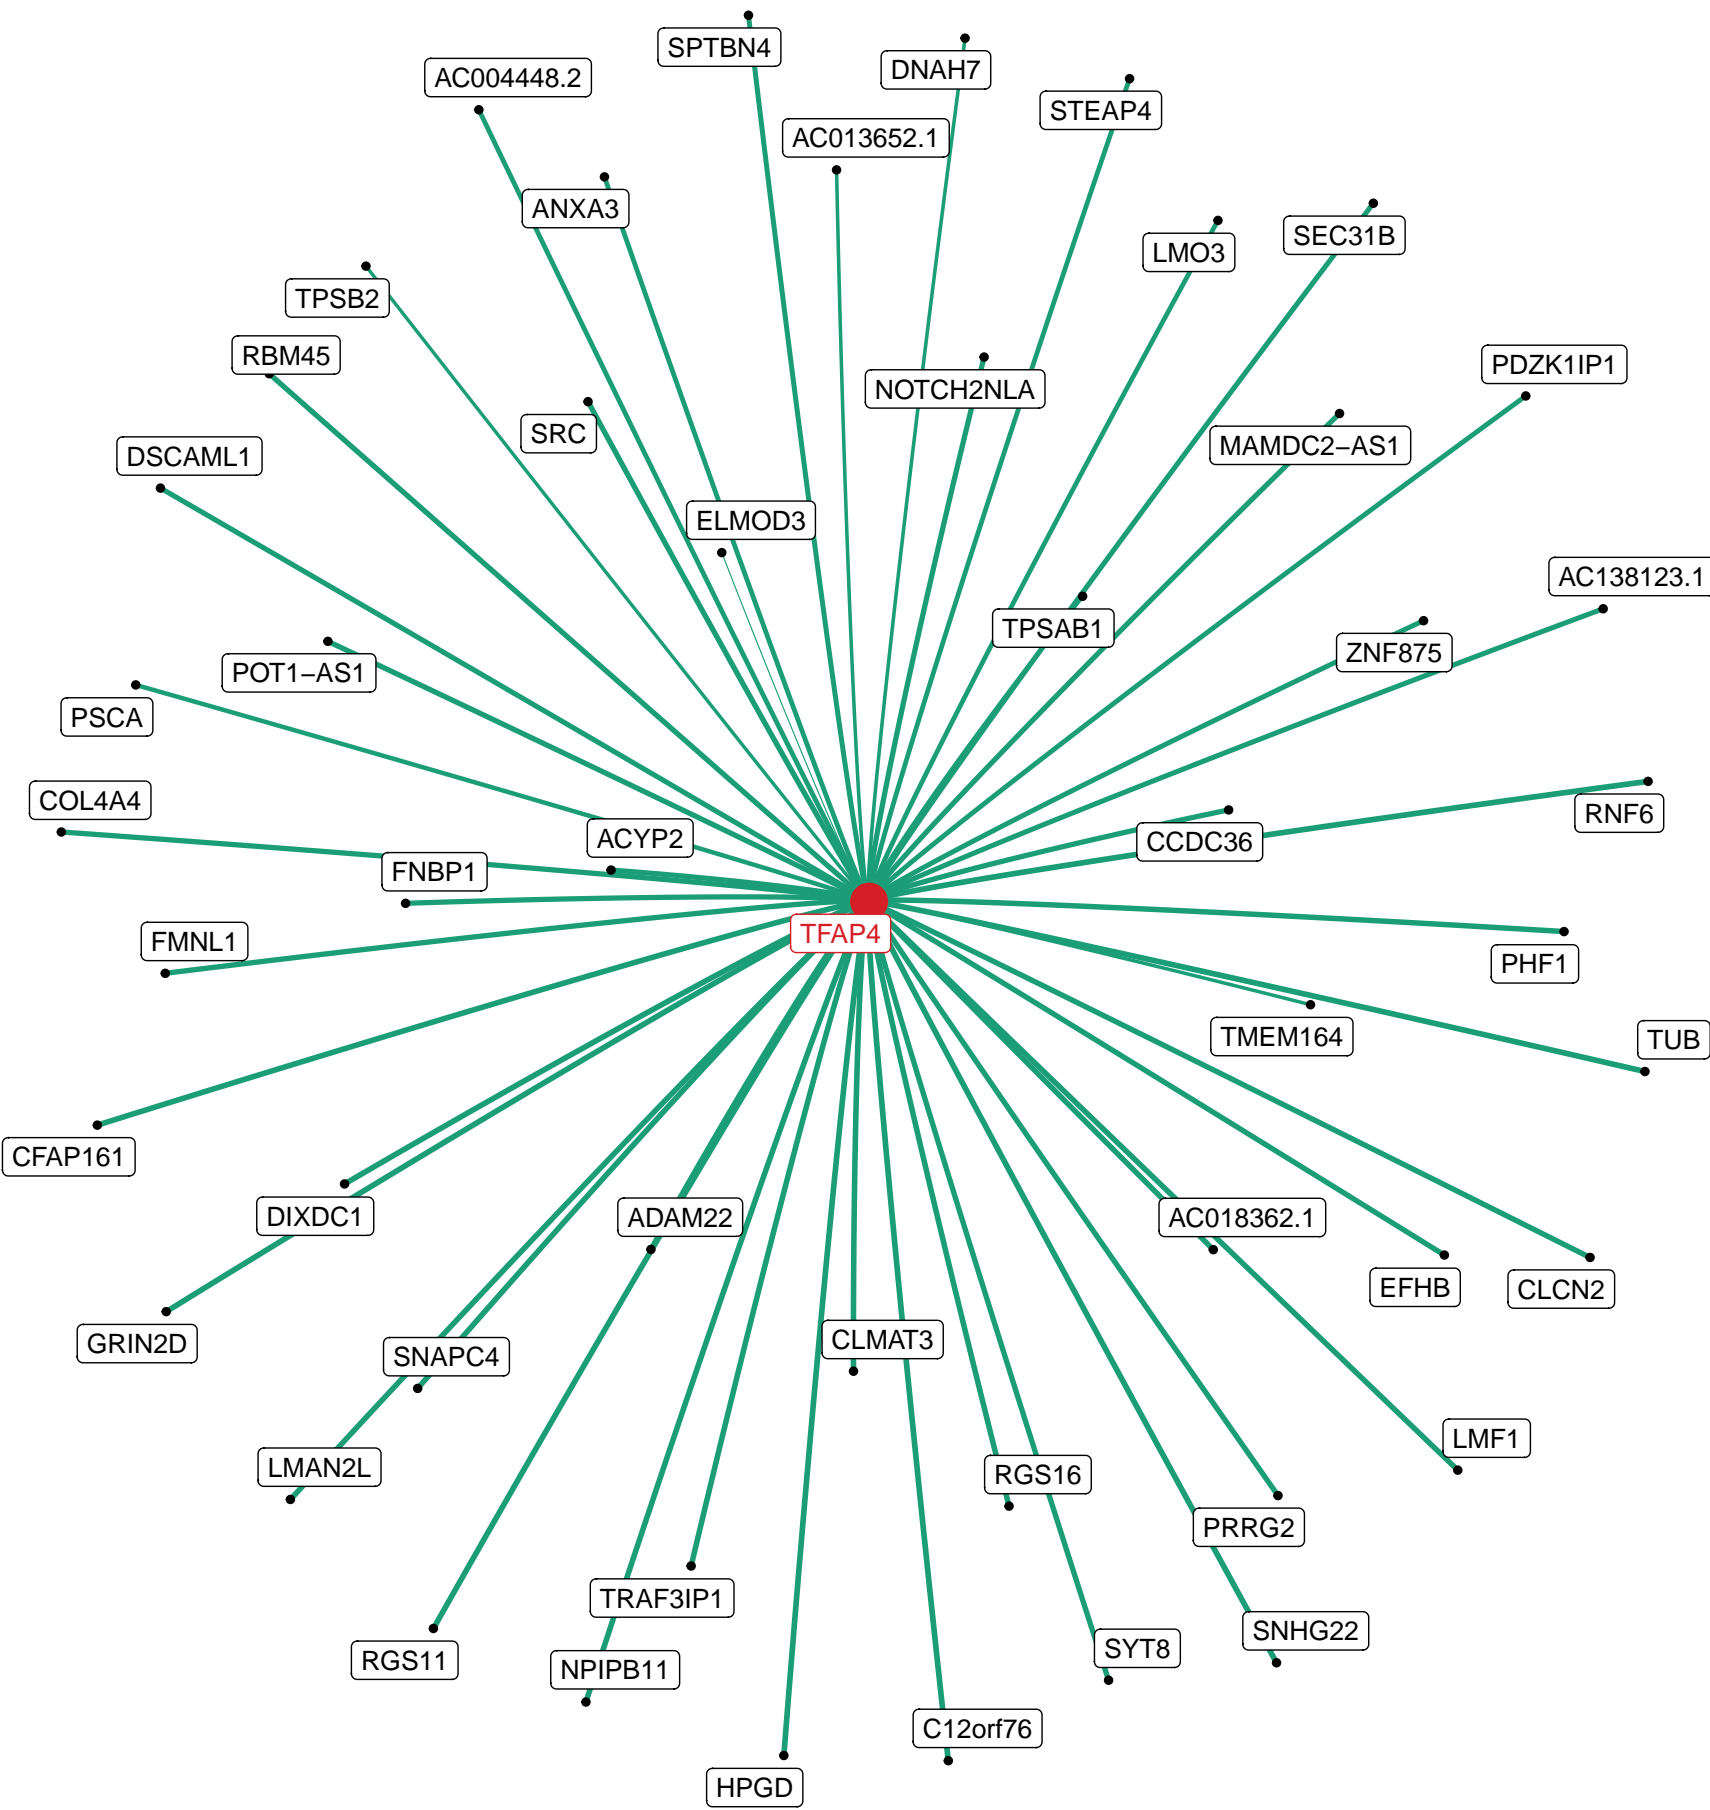 SPTBN4
DNAH7
AC004448.2
STEAP4
AC013652.1
ANXA3
SEC31B
LMO3
TPSB2
RBM45
PDZK1IP1
NOTCH2NLA
SRC
MAMDC2−AS1
DSCAML1
ELMOD3
AC138123.1
TPSAB1
ZNF875
POT1−AS1
PSCA
COL4A4
RNF6
ACYP2
CCDC36
FNBP1
TFAP4
FMNL1
PHF1
TMEM164
TUB
CFAP161
DIXDC1
ADAM22
AC018362.1
EFHB
CLCN2
GRIN2D
CLMAT3
SNAPC4
LMF1
LMAN2L
RGS16
PRRG2
TRAF3IP1
SNHG22
SYT8
RGS11
NPIPB11
C12orf76
HPGD